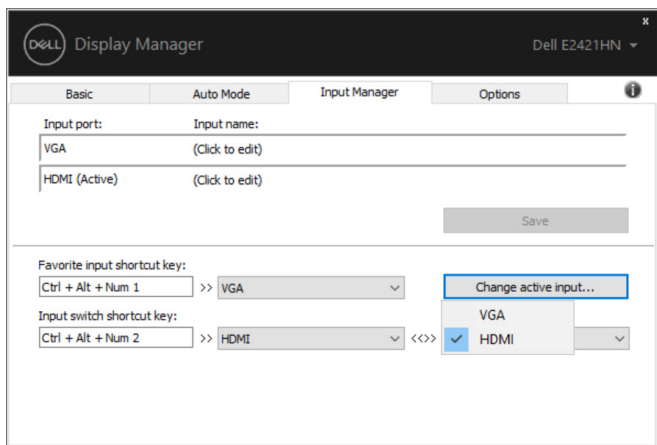 DELL Display Manager Dell E2421HN
x
Basic Auto Mode Input Manager Options i
Input port: Input name:
VGA (Click to edit)
HDMI (Active) (Click to edit)
Save
Favorite input shortcut key:
Ctrl + Alt + Num 1 >> VGA Change active input...
Input switch shortcut key:
Ctrl + Alt + Num 2 >> HDMI <<>>
VGA
HDMI